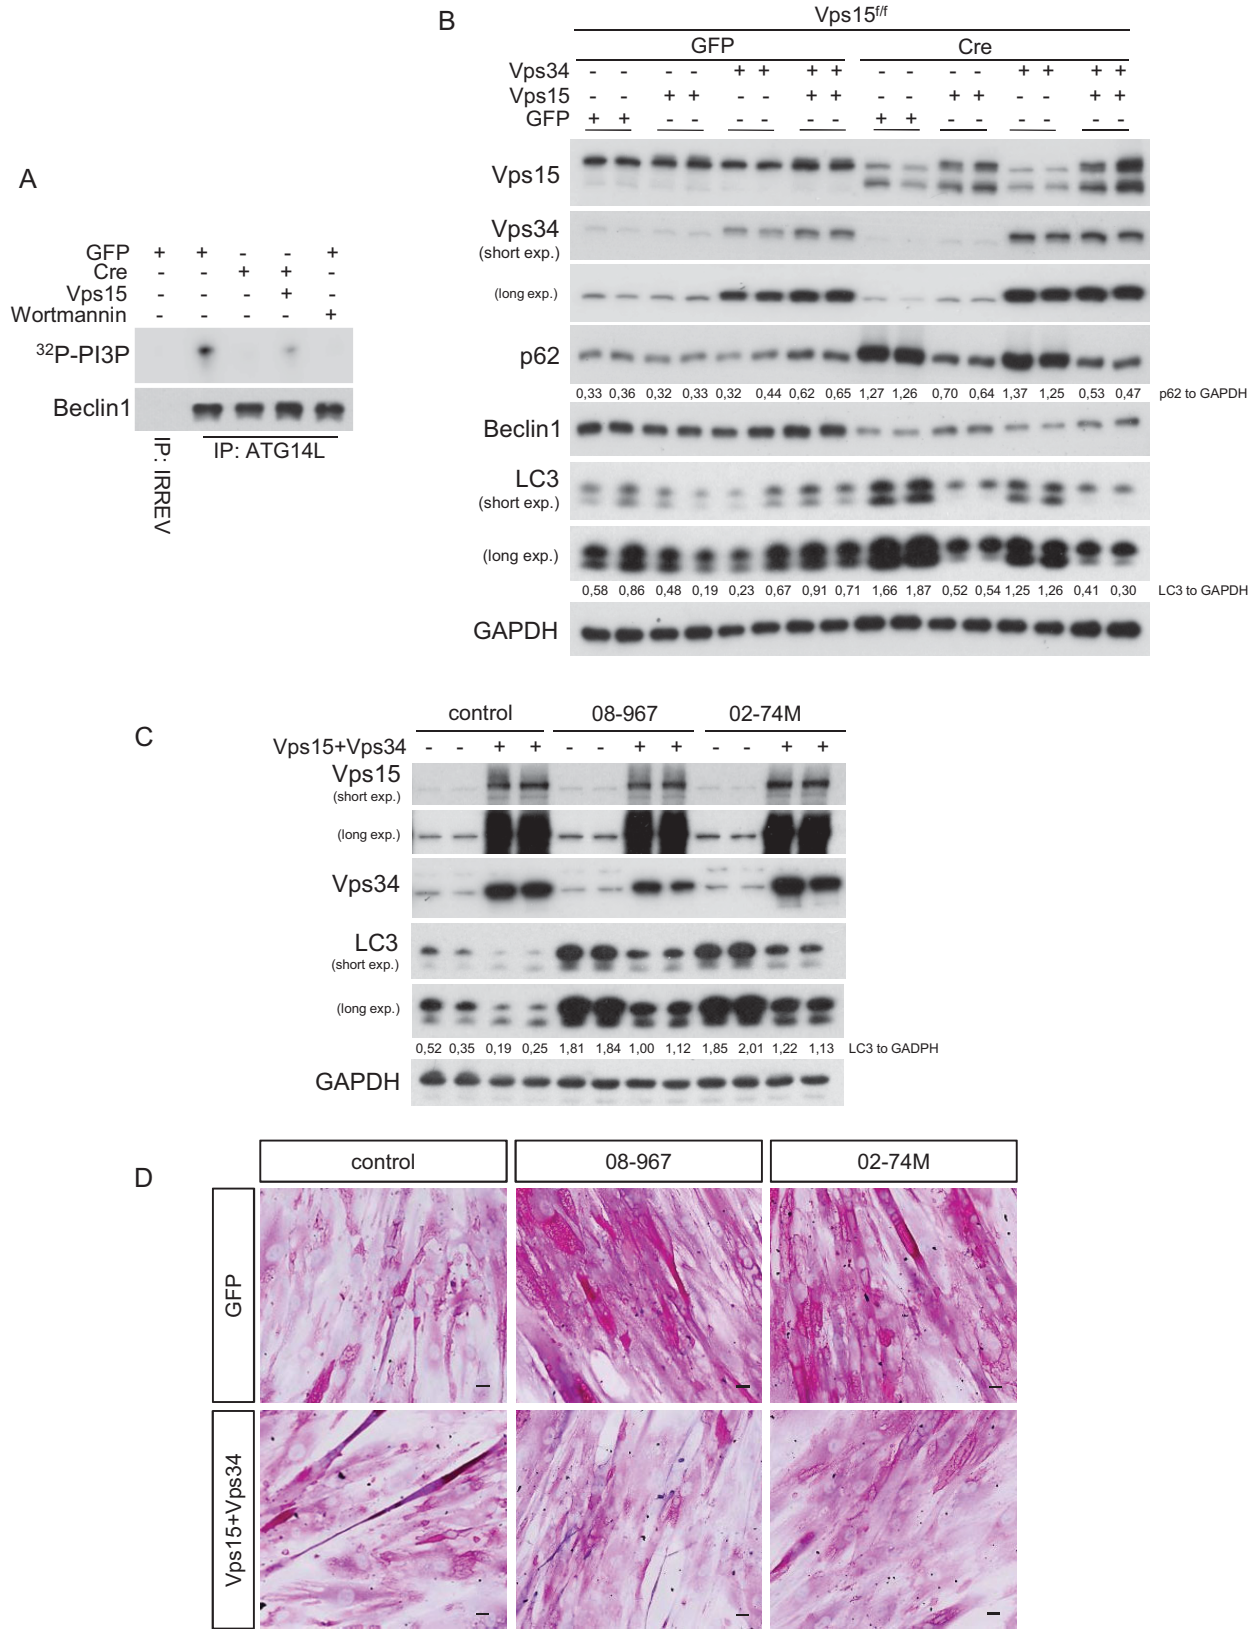 A
GFP + + - - +
Cre - - + + -
Vps15 - - - + -
Wortmannin - - - - +
32P-PI3P
Beclin1
IP: IRREV
IP: ATG14L
B
Vps15f/f
GFP Cre
Vps34 - - - - + + + + - - - - + + + +
Vps15 - - + + - - + + - - + + - - + +
GFP + + - - - - - - + + - - - - - -
Vps15
Vps34
(short exp.)
(long exp.)
p62
0,33 0,36 0,32 0,33 0,32 0,44 0,62 0,65 1,27 1,26 0,70 0,64 1,37 1,25 0,53 0,47 p62 to GAPDH
Beclin1
LC3
(short exp.)
(long exp.)
0,58 0,86 0,48 0,19 0,23 0,67 0,91 0,71 1,66 1,87 0,52 0,54 1,25 1,26 0,41 0,30 LC3 to GAPDH
GAPDH
C
control 08-967 02-74M
Vps15+Vps34 - - + + - - + + - - + +
Vps15
(short exp.)
(long exp.)
Vps34
LC3
(short exp.)
(long exp.)
0,52 0,35 0,19 0,25 1,81 1,84 1,00 1,12 1,85 2,01 1,22 1,13 LC3 to GADPH
GAPDH
D
control 08-967 02-74M
GFP
Vps15+Vps34